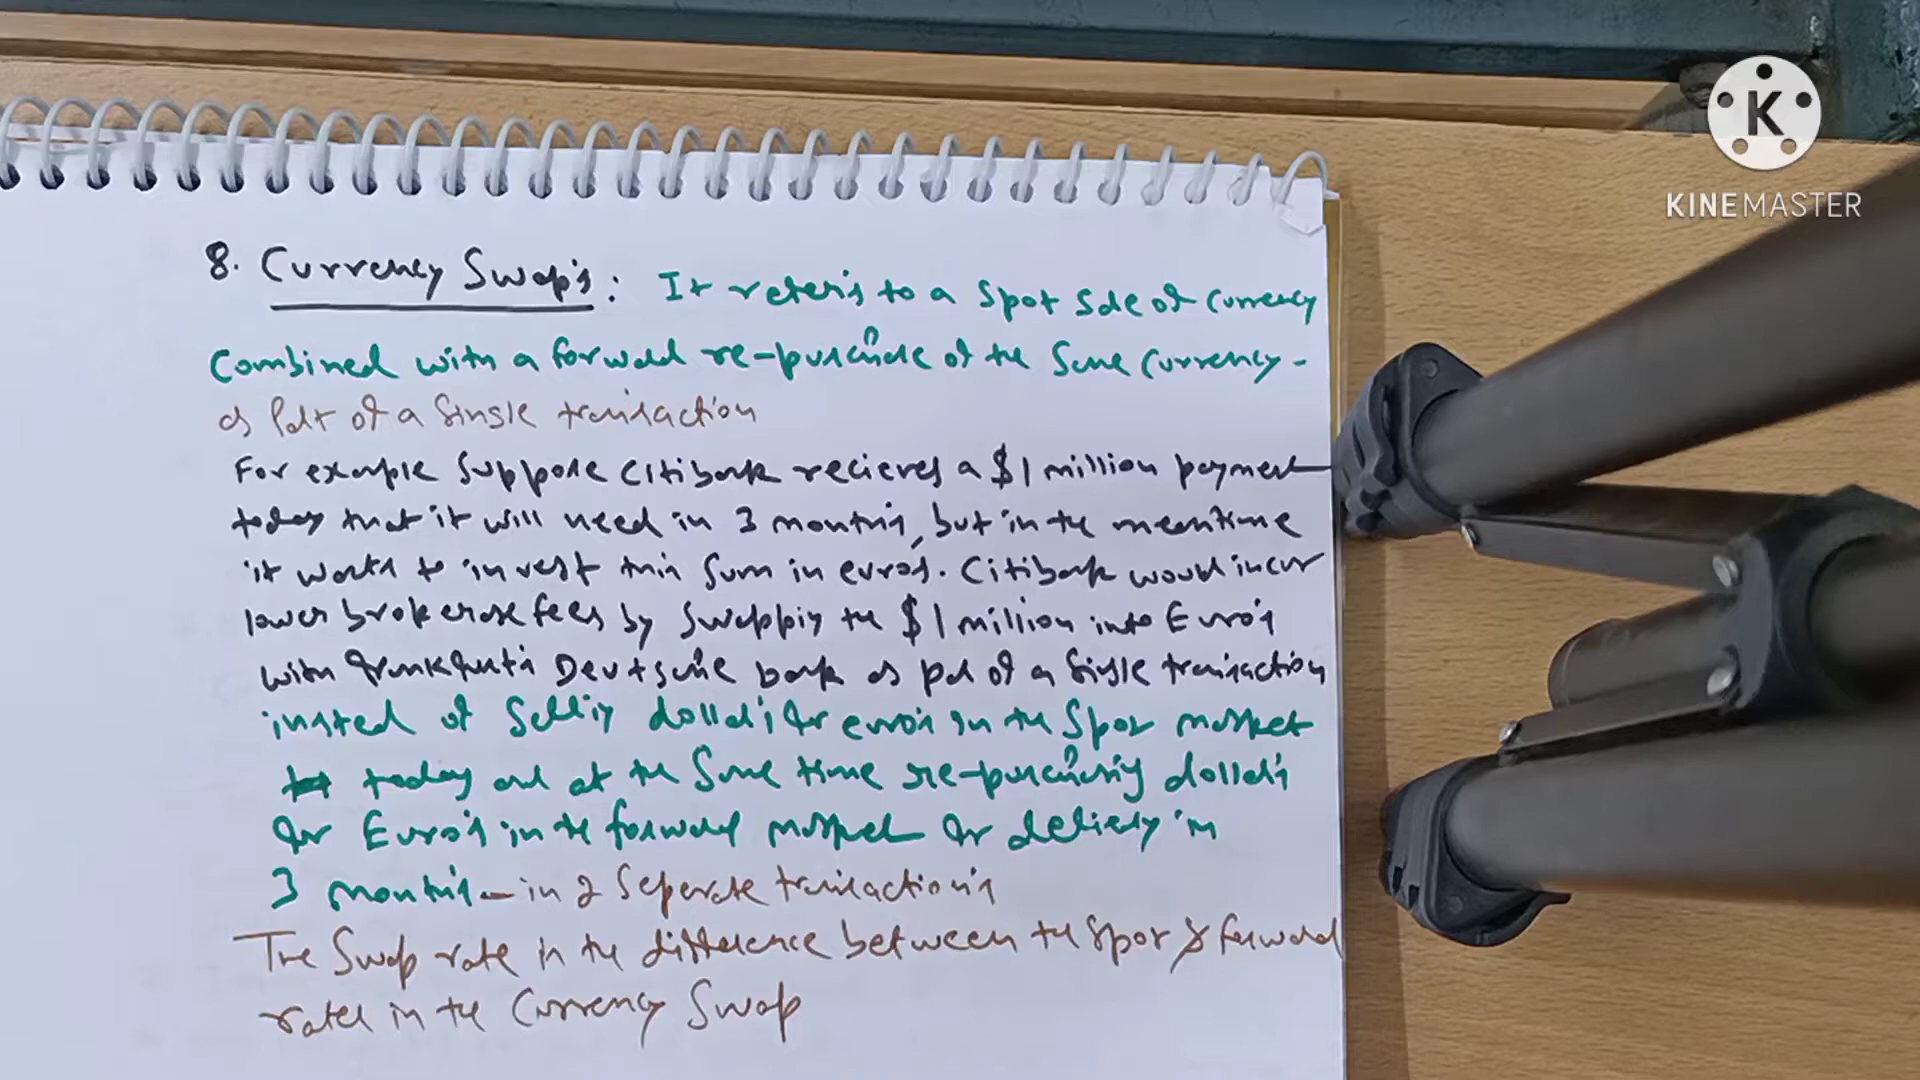 8. Currency Swaps: It refers to a Spot Sale of Currency
Combined with a forward re-purchase of the Same Currency -
as Part of a Single transaction
For example Suppose Citibank recieves a $1 million payment
today that it will need in 3 months, but in the meantime
it wants to invest this Sum in euros. Citibank would incur
lower brokerage fees by Swapping the $1 million into Euro's
with Frankfurt's Deutsche bank as part of a Single transaction
insted of Selling dollars for euros in the Spot market
today and at the Same time re-purchasing dollars
for Euro's in the forward market for delivery in
3 months - in 2 Seperate transactions
The Swap rate is the difference between the Spot & forward
rates in the Currency Swap
K
KINEMASTER